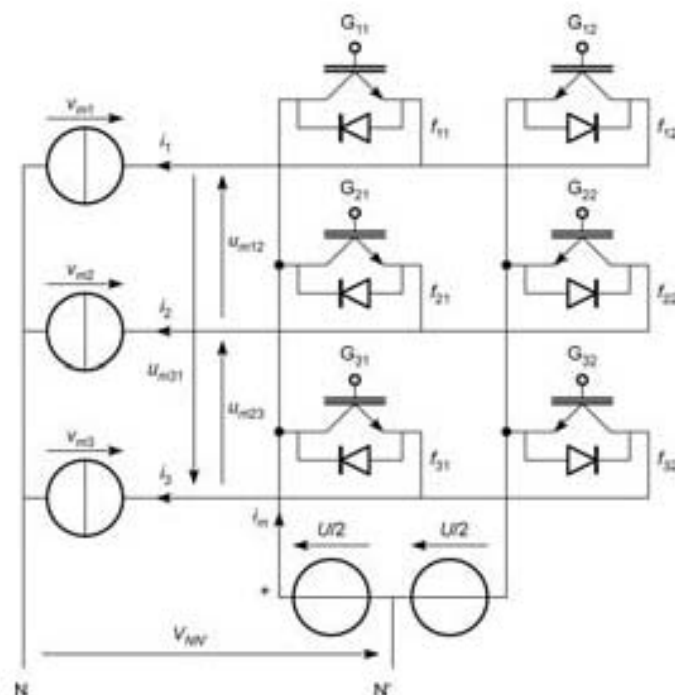 G11 G12
vm1
i1 f11 f12
G21 G22
um12
vm2
i2 f21 f22
um31 um23
G31 G32
vm3
i3 f31 f32
im U/2 U/2
+
VNN'
N N'